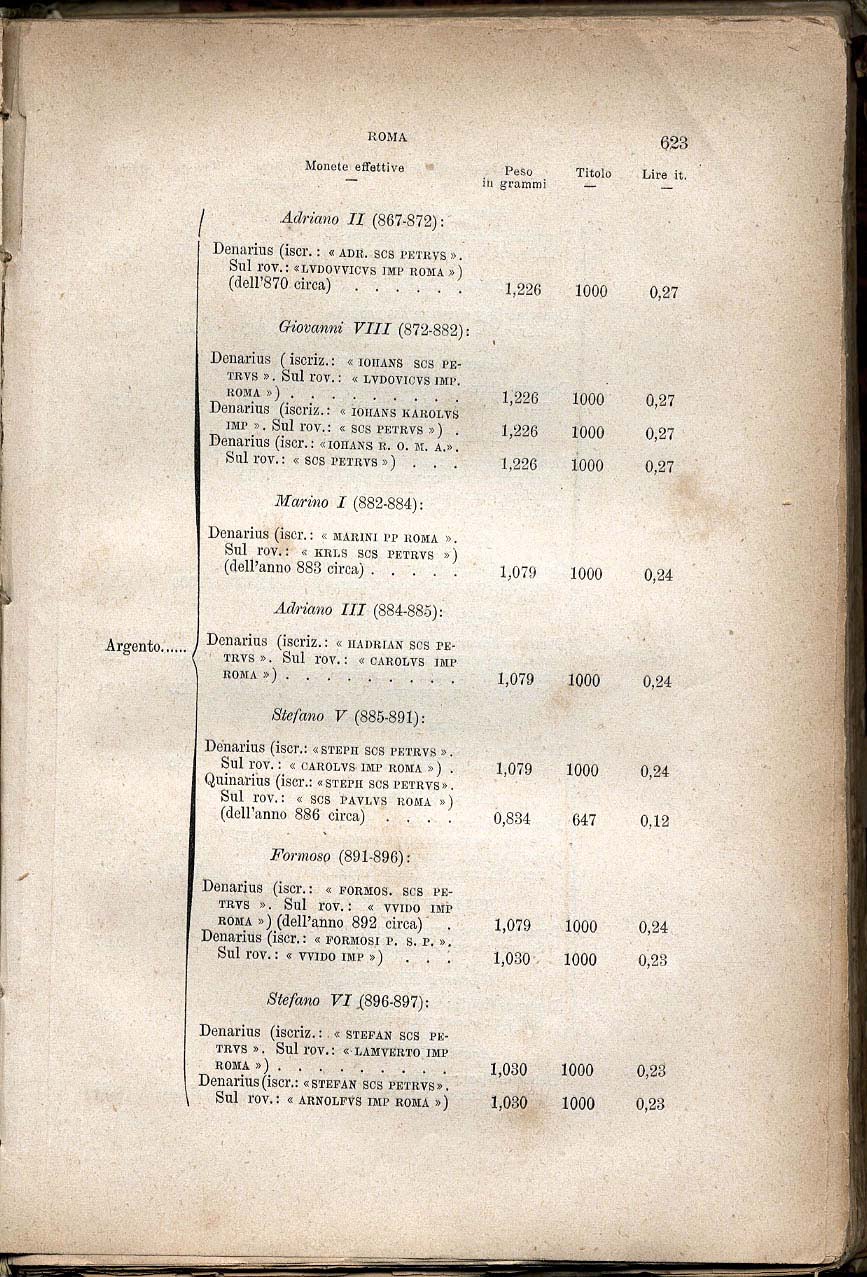 ROMA 623
Monete effettive Peso in grammi Titolo Lire it.
Adriano II (867-872):
Denarius (iscr.: « ADR. SCS PETRVS ».
Sul rov.: «LVDOVVICVS IMP ROMA »)
(dell'870 circa) . . . . . . 1,226 1000 0,27
Giovanni VIII (872-882):
Denarius (iscriz.: « IOHANS SCS PE-
TRVS ». Sul rov.: « LVDOVICVS IMP.
ROMA ») . . . . . . . . . 1,226 1000 0,27
Denarius (iscriz.: « IOHANS KAROLVS
IMP ». Sul rov.: « SCS PETRVS ») . 1,226 1000 0,27
Denarius (iscr.: «IOHANS R. O. M. A.».
Sul rov.: « SCS PETRVS ») . . . 1,226 1000 0,27
Marino I (882-884):
Denarius (iscr.: « MARINI PP ROMA ».
Sul rov.: « KRLS SCS PETRVS »)
(dell'anno 883 circa) . . . . . 1,079 1000 0,24
Adriano III (884-885):
Argento...... Denarius (iscriz.: « HADRIAN SCS PE-
TRVS ». Sul rov.: « CAROLVS IMP
ROMA ») . . . . . . . . . 1,079 1000 0,24
Stefano V (885-891):
Denarius (iscr.: «STEPH SCS PETRVS ».
Sul rov.: « CAROLVS IMP ROMA ») . 1,079 1000 0,24
Quinarius (iscr.: «STEPH SCS PETRVS».
Sul rov.: « SCS PAVLVS ROMA »)
(dell'anno 886 circa) . . . . 0,834 647 0,12
Formoso (891-896):
Denarius (iscr.: « FORMOS. SCS PE-
TRVS ». Sul rov.: « VVIDO IMP
ROMA ») (dell'anno 892 circa) . 1,079 1000 0,24
Denarius (iscr.: « FORMOSI P. S. P. ».
Sul rov.: « VVIDO IMP ») . . . 1,030 1000 0,23
Stefano VI (896-897):
Denarius (iscriz.: « STEFAN SCS PE-
TRVS ». Sul rov.: « LAMVERTO IMP
ROMA ») . . . . . . . . . 1,030 1000 0,23
Denarius (iscr.: «STEFAN SCS PETRVS».
Sul rov.: « ARNOLFVS IMP ROMA ») 1,030 1000 0,23